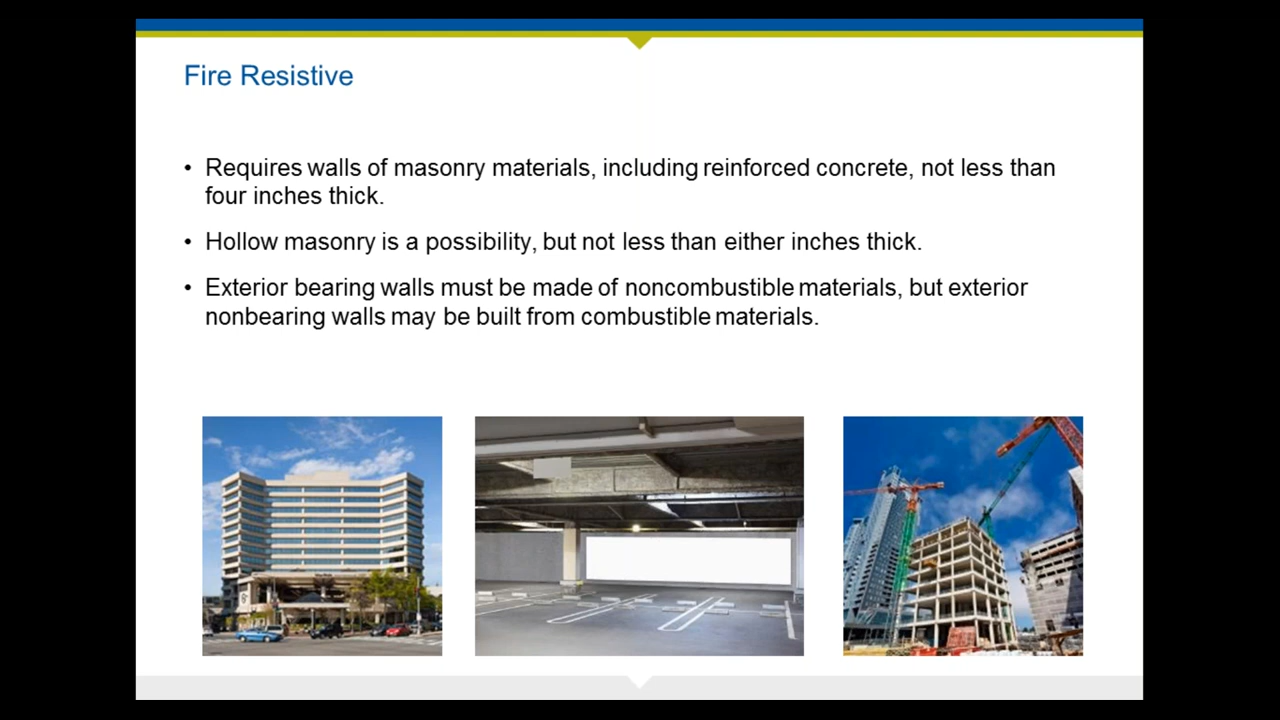 Fire Resistive
• Requires walls of masonry materials, including reinforced concrete, not less than
four inches thick.
• Hollow masonry is a possibility, but not less than either inches thick.
• Exterior bearing walls must be made of noncombustible materials, but exterior
nonbearing walls may be built from combustible materials.